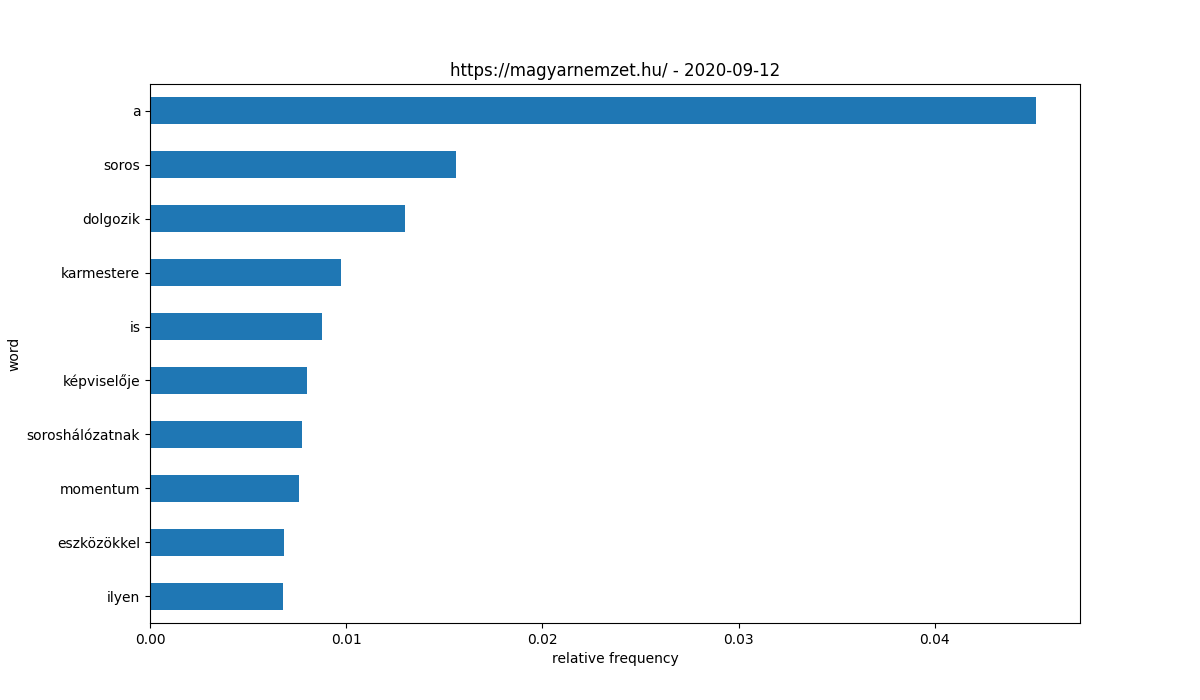 https://magyarnemzet.hu/ - 2020-09-12
word
a
soros
dolgozik
karmestere
is
képviselője
soroshálózatnak
momentum
eszközökkel
ilyen
0.00 0.01 0.02 0.03 0.04
relative frequency